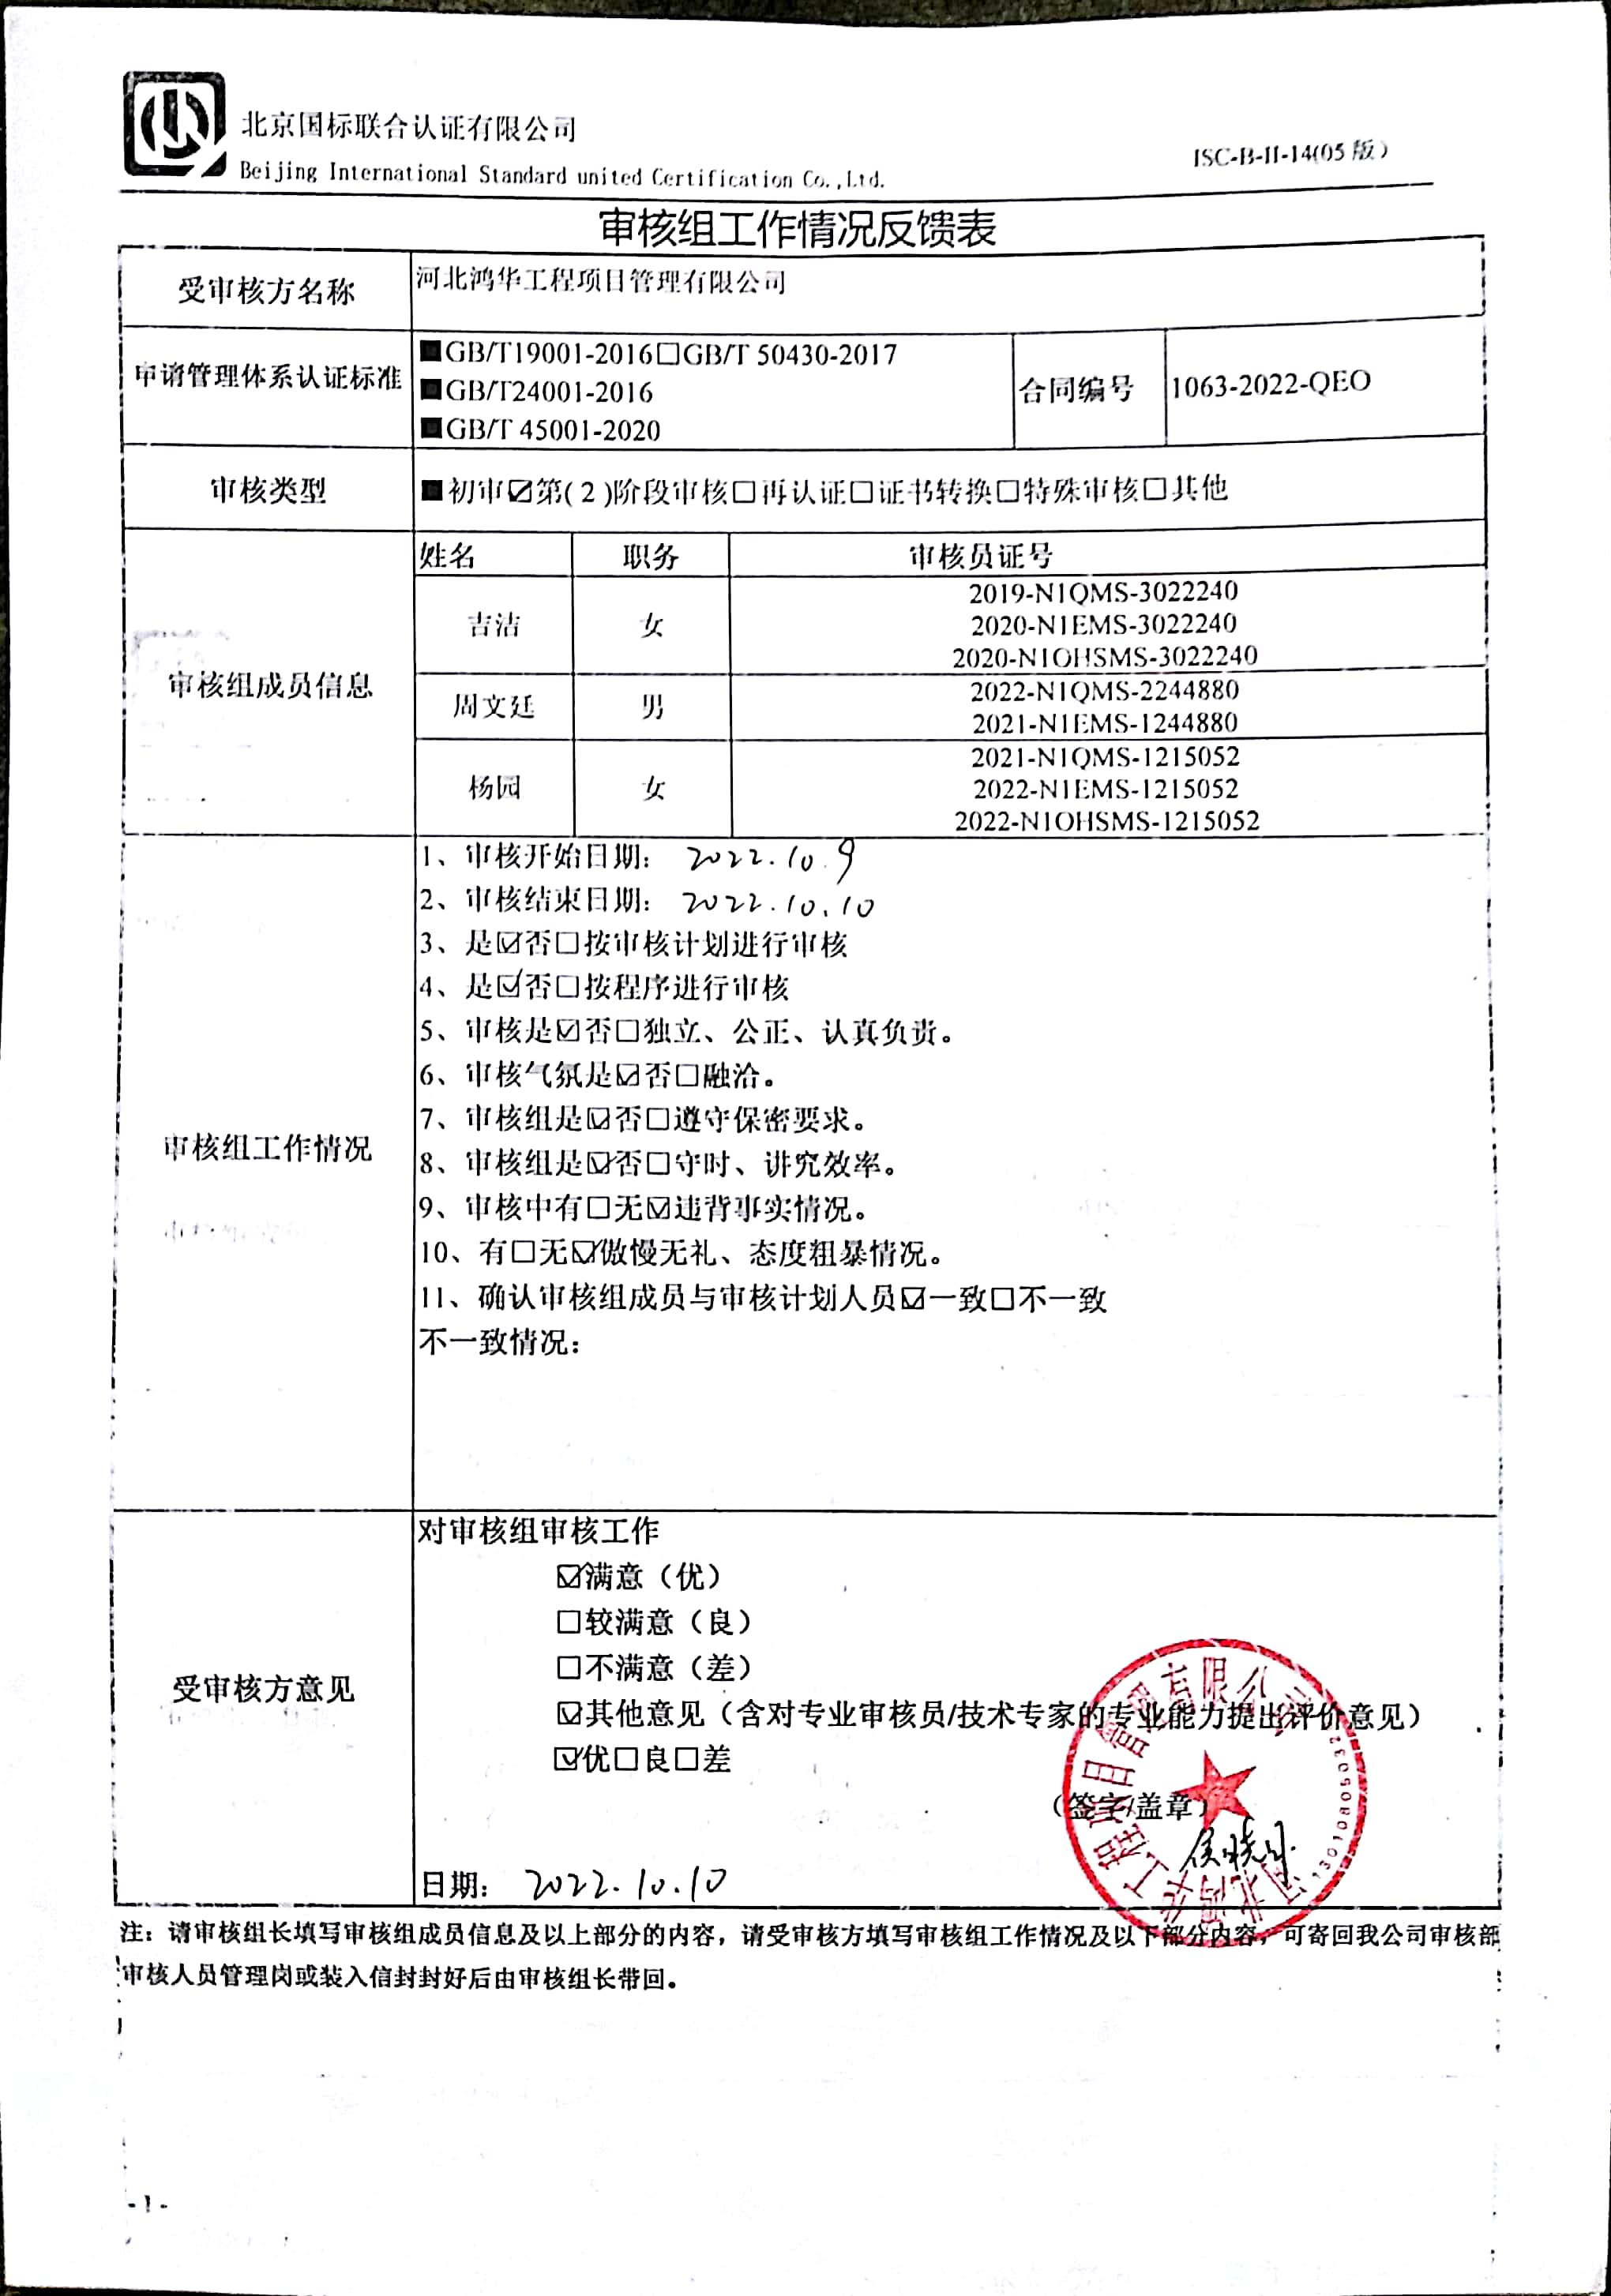 北京国标联合认证有限公司
Beijing International Standard united Certification Co.,Ltd.
ISC-B-II-14(05版)
审核组工作情况反馈表
受审核方名称
河北鸿华工程项目管理有限公司
申请管理体系认证标准
■GB/T19001-2016□GB/T 50430-2017
■GB/T24001-2016
■GB/T 45001-2020
合同编号
1063-2022-QEO
审核类型
■初审☑第(2)阶段审核□再认证□证书转换□特殊审核□其他
审核组成员信息
姓名 职务 审核员证号
吉洁 女
2019-N1QMS-3022240
2020-N1EMS-3022240
2020-N1OHSMS-3022240
周文廷 男
2022-N1QMS-2244880
2021-N1EMS-1244880
杨园 女
2021-N1QMS-1215052
2022-N1EMS-1215052
2022-N1OHSMS-1215052
审核组工作情况
1、审核开始日期： 2022.10.9
2、审核结束日期： 2022.10.10
3、是☑否□按审核计划进行审核
4、是☑否□按程序进行审核
5、审核是☑否□独立、公正、认真负责。
6、审核气氛是☑否□融洽。
7、审核组是☑否□遵守保密要求。
8、审核组是☑否□守时、讲究效率。
9、审核中有□无☑违背事实情况。
10、有□无☑傲慢无礼、态度粗暴情况。
11、确认审核组成员与审核计划人员☑一致□不一致
不一致情况：
受审核方意见
对审核组审核工作
☑满意（优）
□较满意（良）
□不满意（差）
☑其他意见（含对专业审核员/技术专家的专业能力提出评价意见）
☑优□良□差
（签字/盖章）
河北鸿华工程项目管理有限公司
日期： 2022.10.10
注：请审核组长填写审核组成员信息及以上部分的内容，请受审核方填写审核组工作情况及以下部分内容，可寄回我公司审核部
审核人员管理岗或装入信封封好后由审核组长带回。
-1-